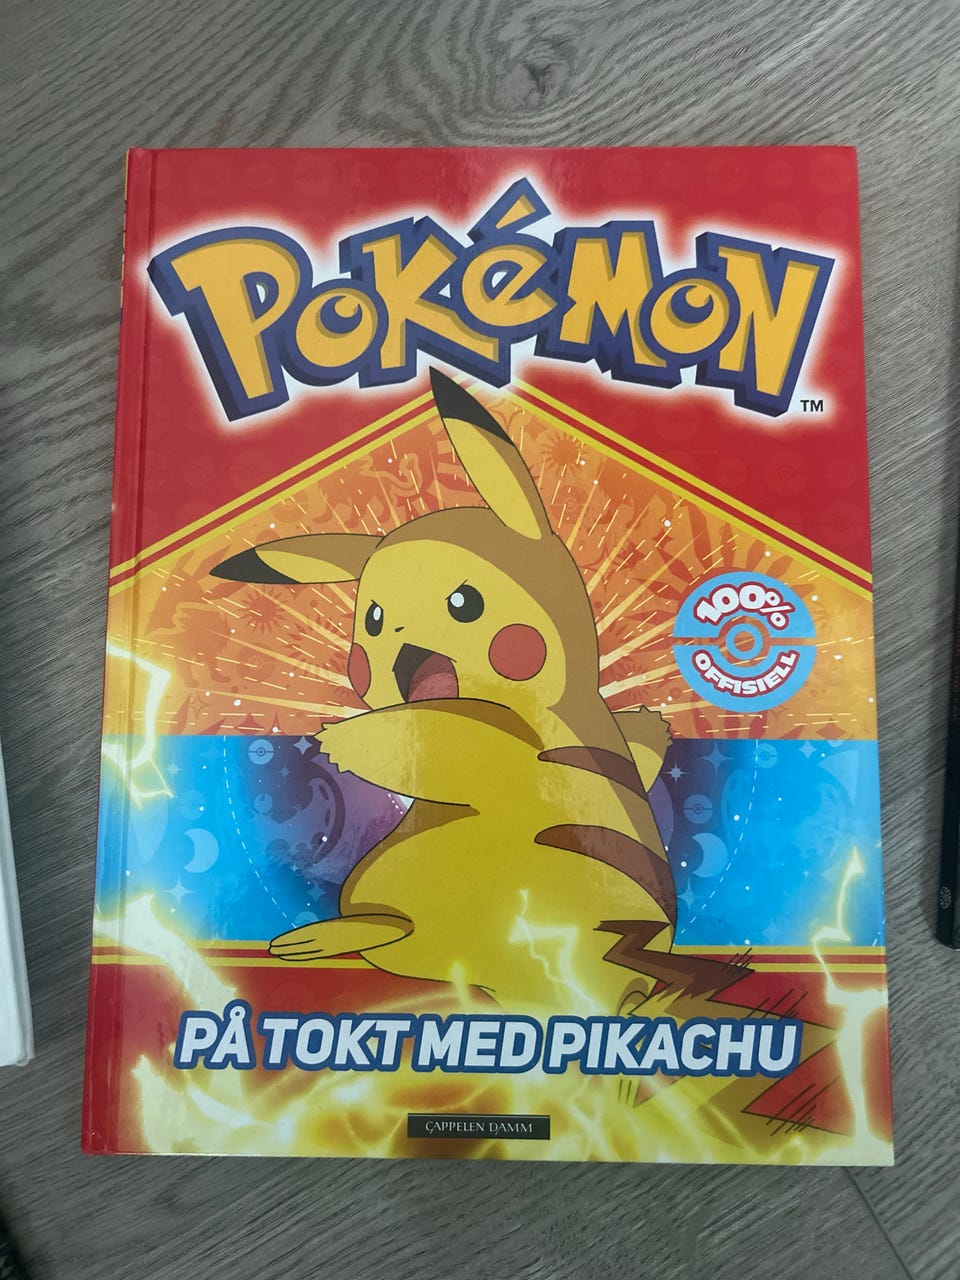 POKéMON
TM
100%
OFFISIELL
PÅ TOKT MED PIKACHU
CAPPELEN DAMM